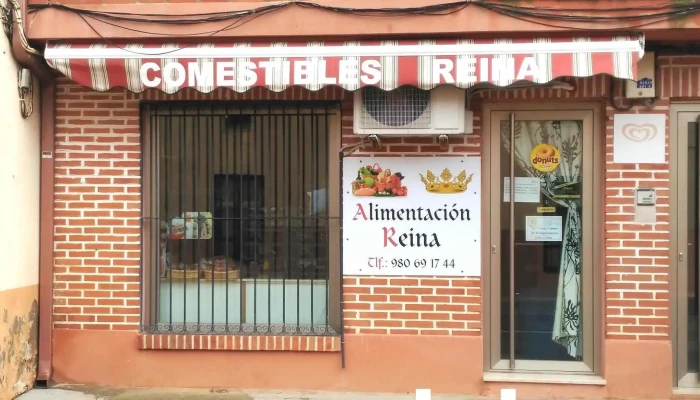 COMESTIBLES REINA
donuts
Alimentación
Reina
Tlf.: 980 69 17 44